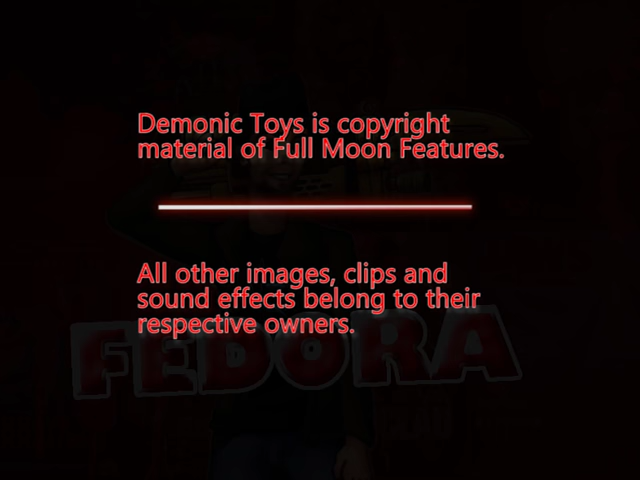 Demonic Toys is copyright
material of Full Moon Features.
All other images, clips and
sound effects belong to their
respective owners.
FEDORA